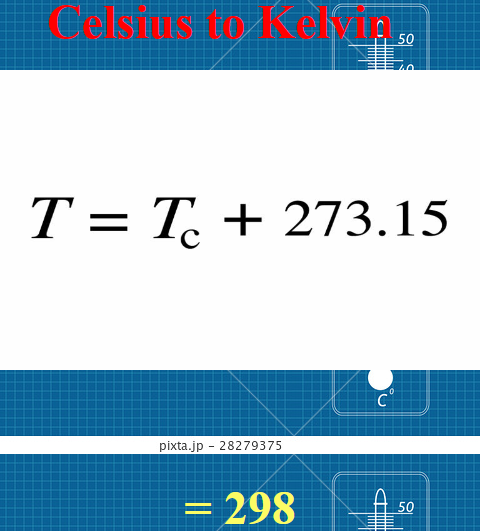 Celsius to Kelvin
50
40
T = Tc + 273.15
C°
pixta.jp - 28279375
= 298
50